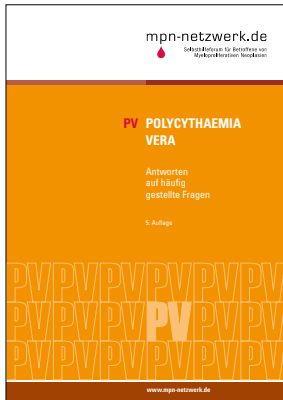 mpn-netzwerk.de
Selbsthilfeforum für Betroffene von
Myeloproliferativen Neoplasien
PV POLYCYTHAEMIA
VERA
Antworten
auf häufig
gestellte Fragen
5. Auflage
PVPVPVPVPVPV
PVPVPVPVPVPV
PVPVPVPVPVPV
www.mpn-netzwerk.de